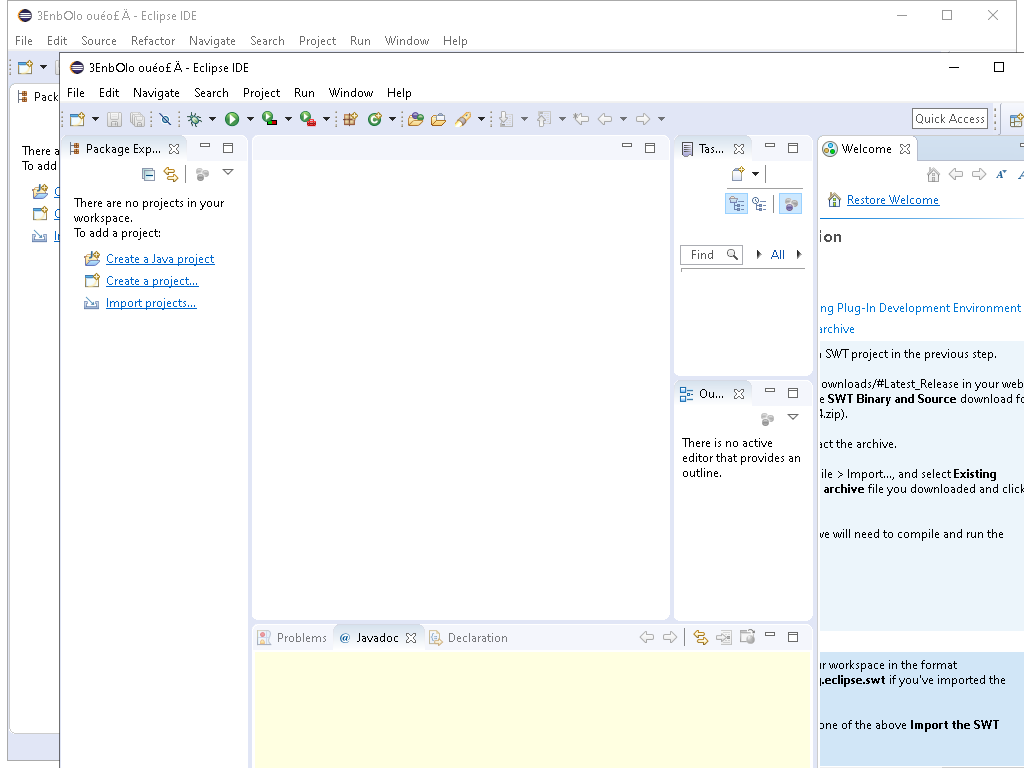 3EnbOlo ouéo£ Ä - Eclipse IDE
File Edit Source Refactor Navigate Search Project Run Window Help
3EnbOlo ouéo£ Ä - Eclipse IDE
File Edit Navigate Search Project Run Window Help
Quick Access
Pack
There a
To add
Package Exp...
There are no projects in your
workspace.
To add a project:
Create a Java project
Create a project...
Import projects...
Tas...
Find
All
Ou...
There is no active
editor that provides an
outline.
Problems
@ Javadoc
Declaration
Welcome
Restore Welcome
ion
ng Plug-In Development Environment
archive
SWT project in the previous step.
ownloads/#Latest_Release in your web
e SWT Binary and Source download fo
4.zip).
act the archive.
ile > Import..., and select Existing
archive file you downloaded and click
we will need to compile and run the
ur workspace in the format
g.eclipse.swt if you've imported the
one of the above Import the SWT